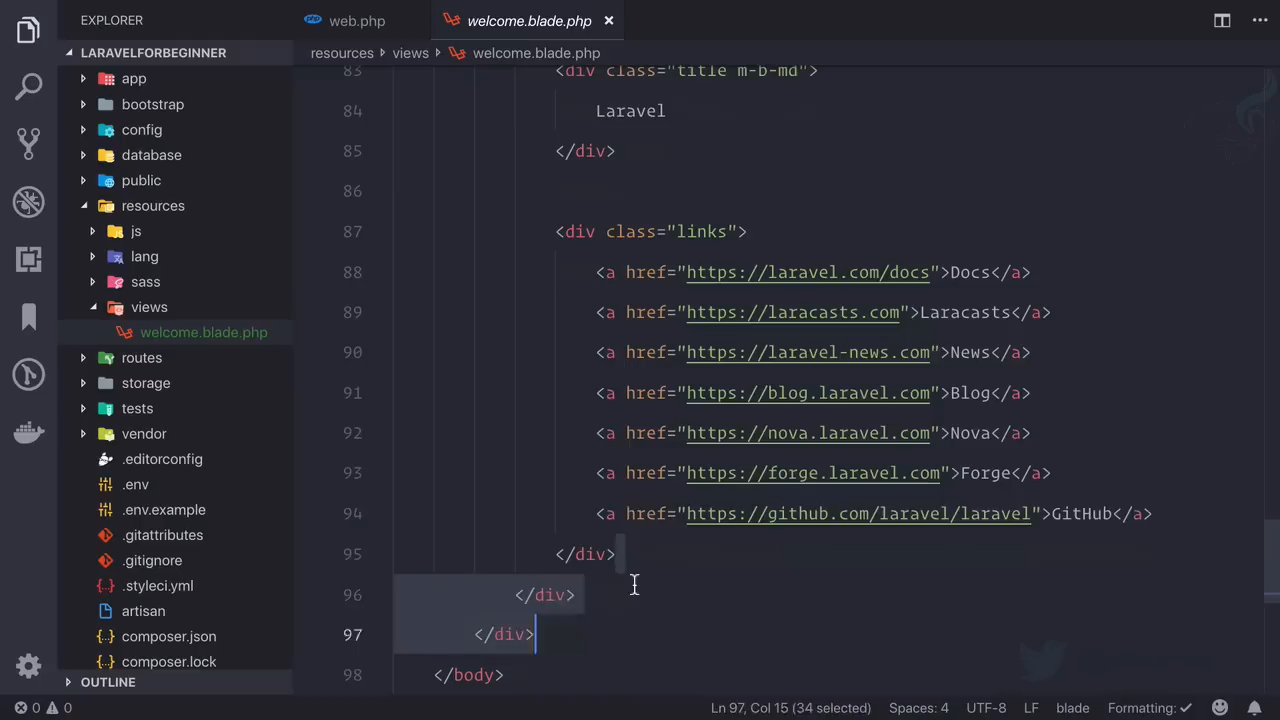 EXPLORER
LARAVELFORBEGINNER
app
bootstrap
config
database
public
resources
js
lang
sass
views
welcome.blade.php
routes
storage
tests
vendor
.editorconfig
.env
.env.example
.gitattributes
.gitignore
.styleci.yml
artisan
composer.json
composer.lock
OUTLINE
php web.php
welcome.blade.php ×
resources views welcome.blade.php
83 <div class="title m-b-md">
84 Laravel
85 </div>
86
87 <div class="links">
88 <a href="https://laravel.com/docs">Docs</a>
89 <a href="https://laracasts.com">Laracasts</a>
90 <a href="https://laravel-news.com">News</a>
91 <a href="https://blog.laravel.com">Blog</a>
92 <a href="https://nova.laravel.com">Nova</a>
93 <a href="https://forge.laravel.com">Forge</a>
94 <a href="https://github.com/laravel/laravel">GitHub</a>
95 </div>
96 </div>
97 </div>
98 </body>
0 0 Ln 97, Col 15 (34 selected) Spaces: 4 UTF-8 LF blade Formatting: ✓